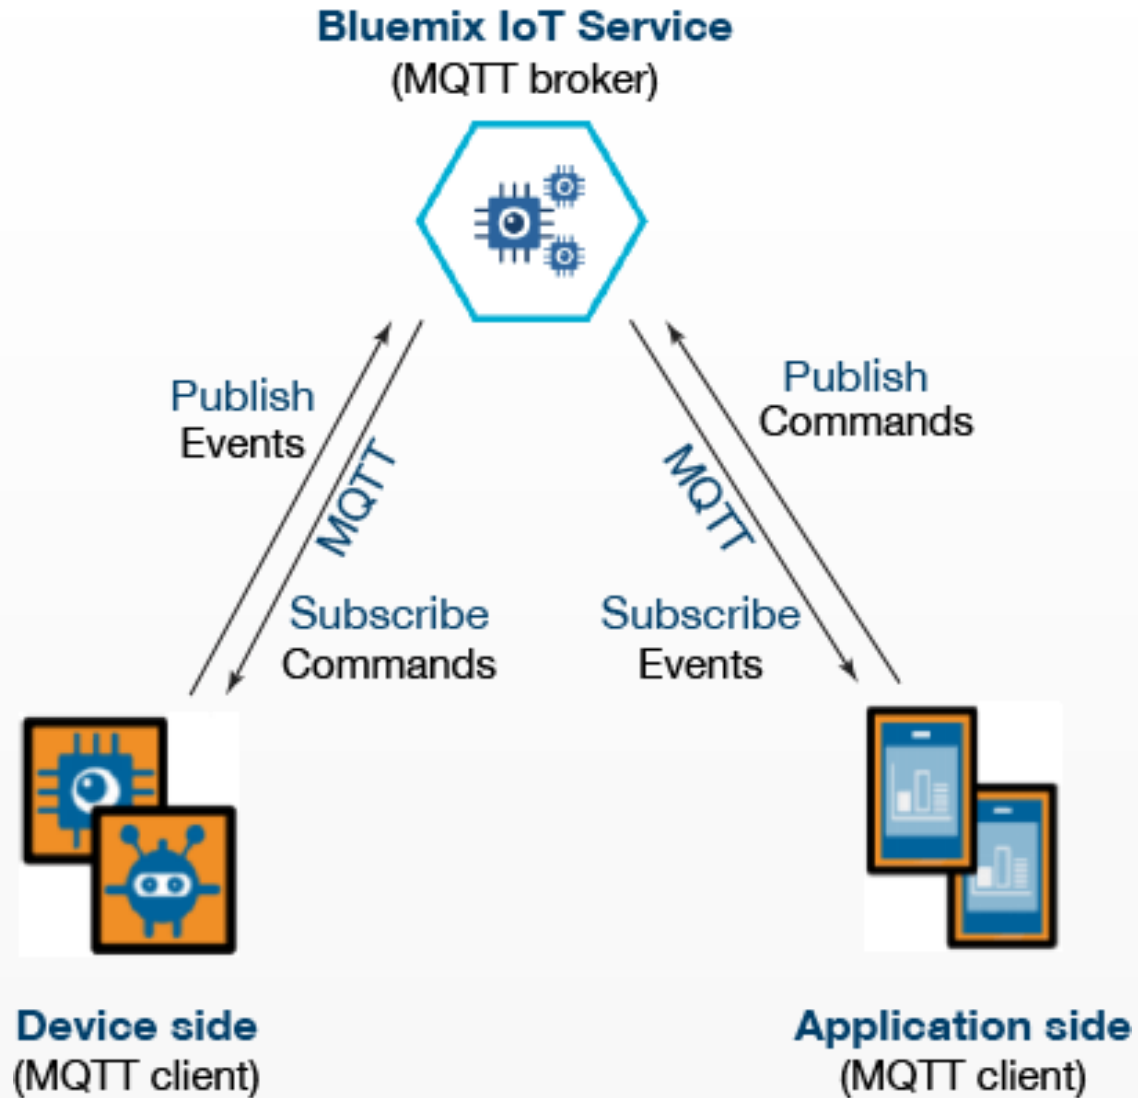 Bluemix IoT Service
(MQTT broker)
Publish
Events
MQTT
Subscribe
Commands
Publish
Commands
MQTT
Subscribe
Events
Device side
(MQTT client)
Application side
(MQTT client)